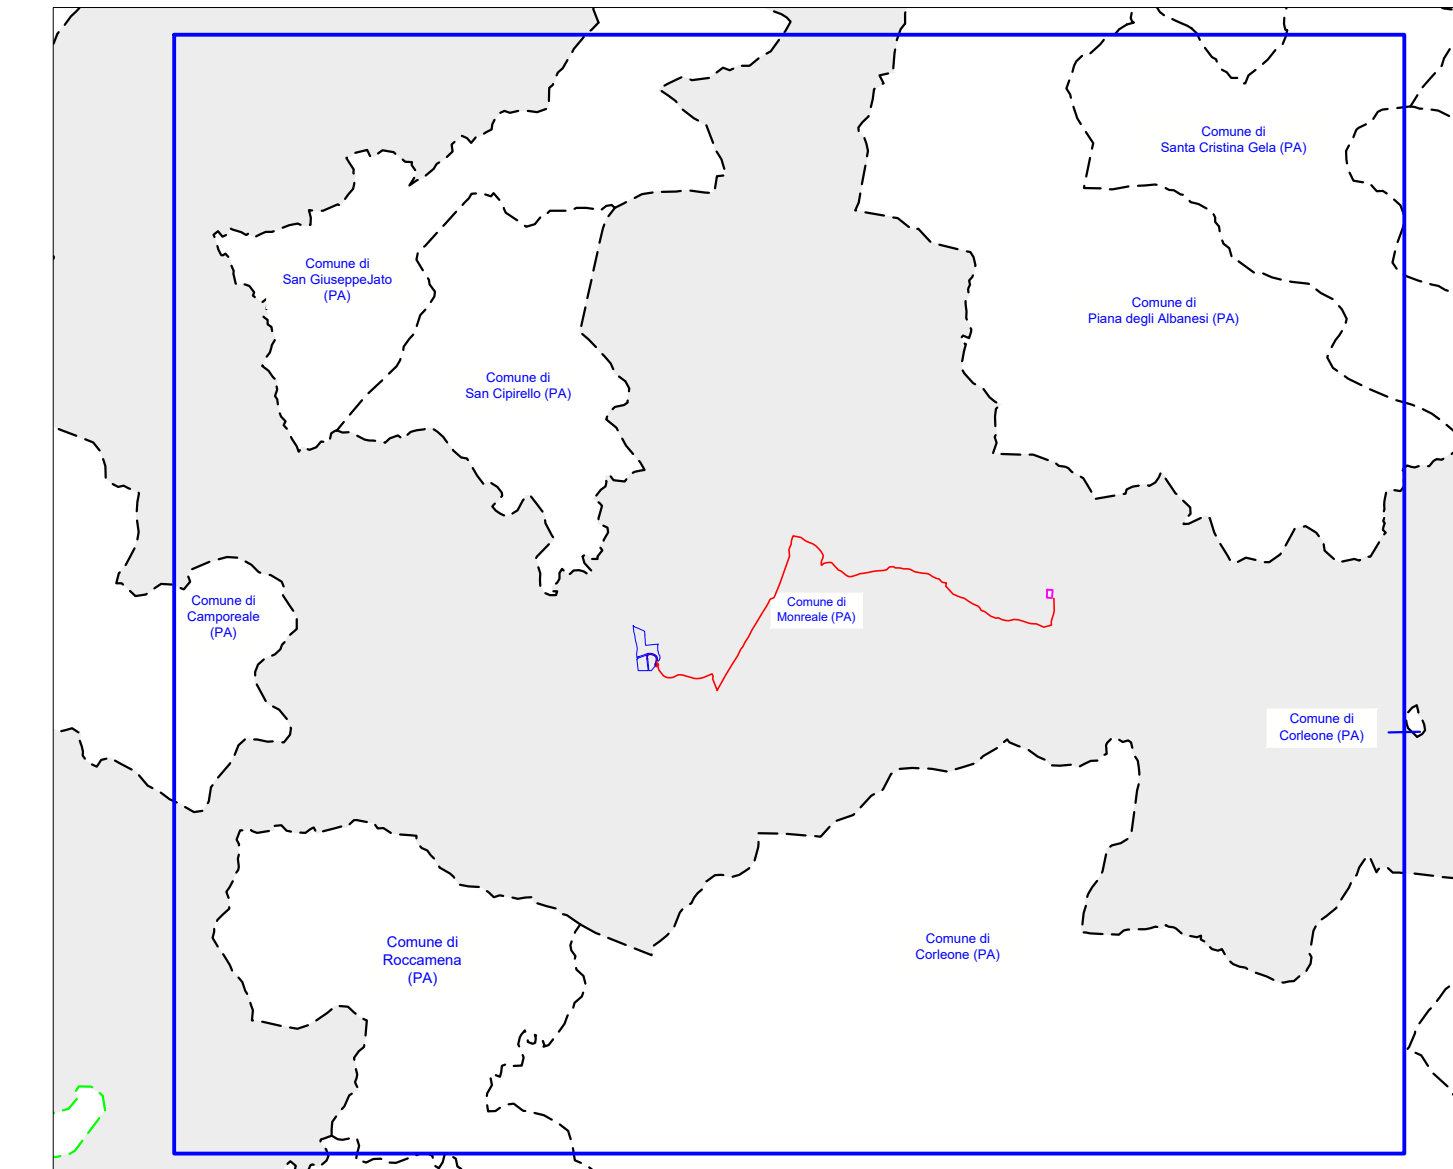 Comune di
Santa Cristina Gela (PA)
Comune di
San GiuseppeJato
(PA)
Comune di
Piana degli Albanesi (PA)
Comune di
San Cipirello (PA)
Comune di
Camporeale
(PA)
Comune di
Monreale (PA)
Comune di
Corleone (PA)
Comune di
Roccamena
(PA)
Comune di
Corleone (PA)